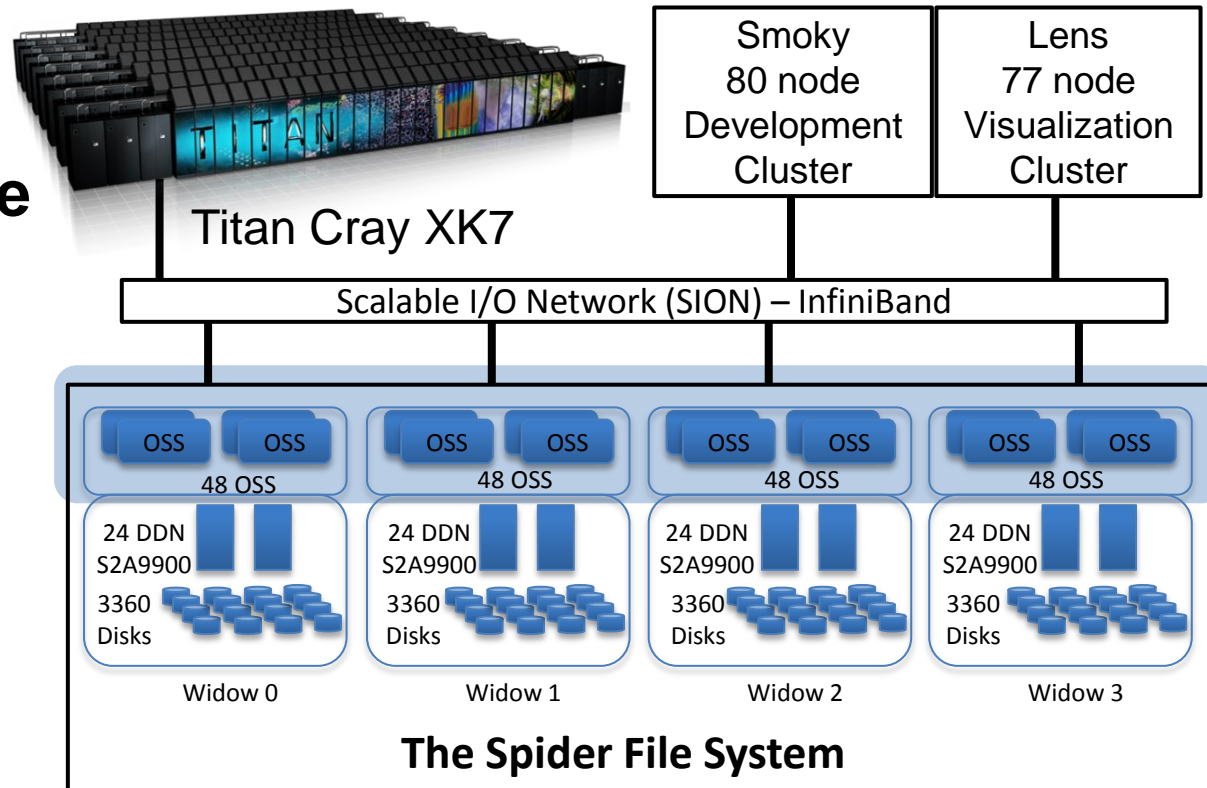 Smoky
80 node
Development
Cluster
Lens
77 node
Visualization
Cluster
TITAN
e
Titan Cray XK7
Scalable I/O Network (SION) – InfiniBand
OSS
OSS
48 OSS
OSS
OSS
48 OSS
OSS
OSS
48 OSS
OSS
OSS
48 OSS
24 DDN
S2A9900
3360
Disks
24 DDN
S2A9900
3360
Disks
24 DDN
S2A9900
3360
Disks
24 DDN
S2A9900
3360
Disks
Widow 0
Widow 1
Widow 2
Widow 3
The Spider File System